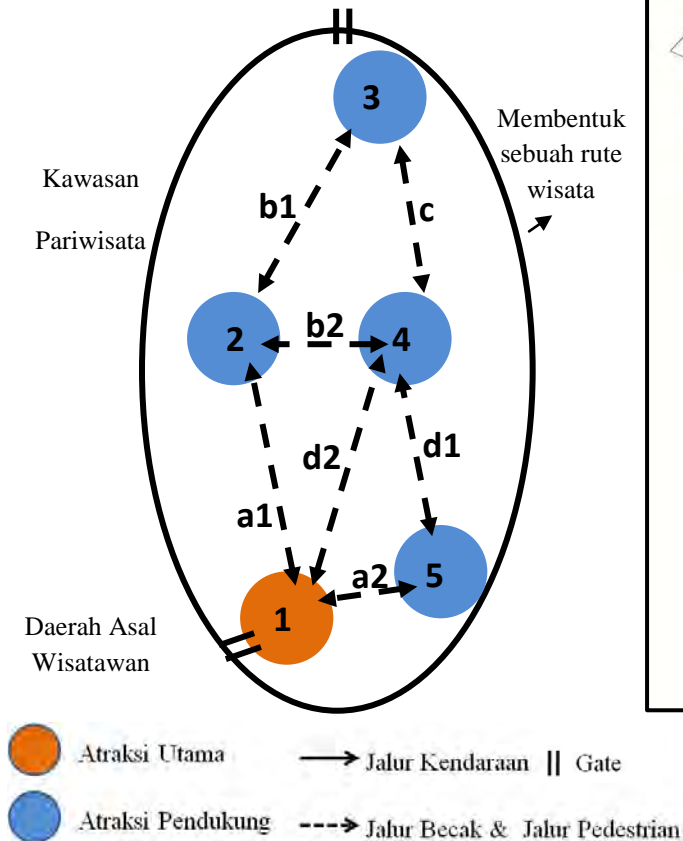 3
Membentuk
sebuah rute
wisata
Kawasan
Pariwisata
b1
c
2
b2
4
d2
d1
a1
a2
5
1
Daerah Asal
Wisatawan
Atraksi Utama
Jalur Kendaraan
Gate
Atraksi Pendukung
Jalur Becak & Jalur Pedestrian